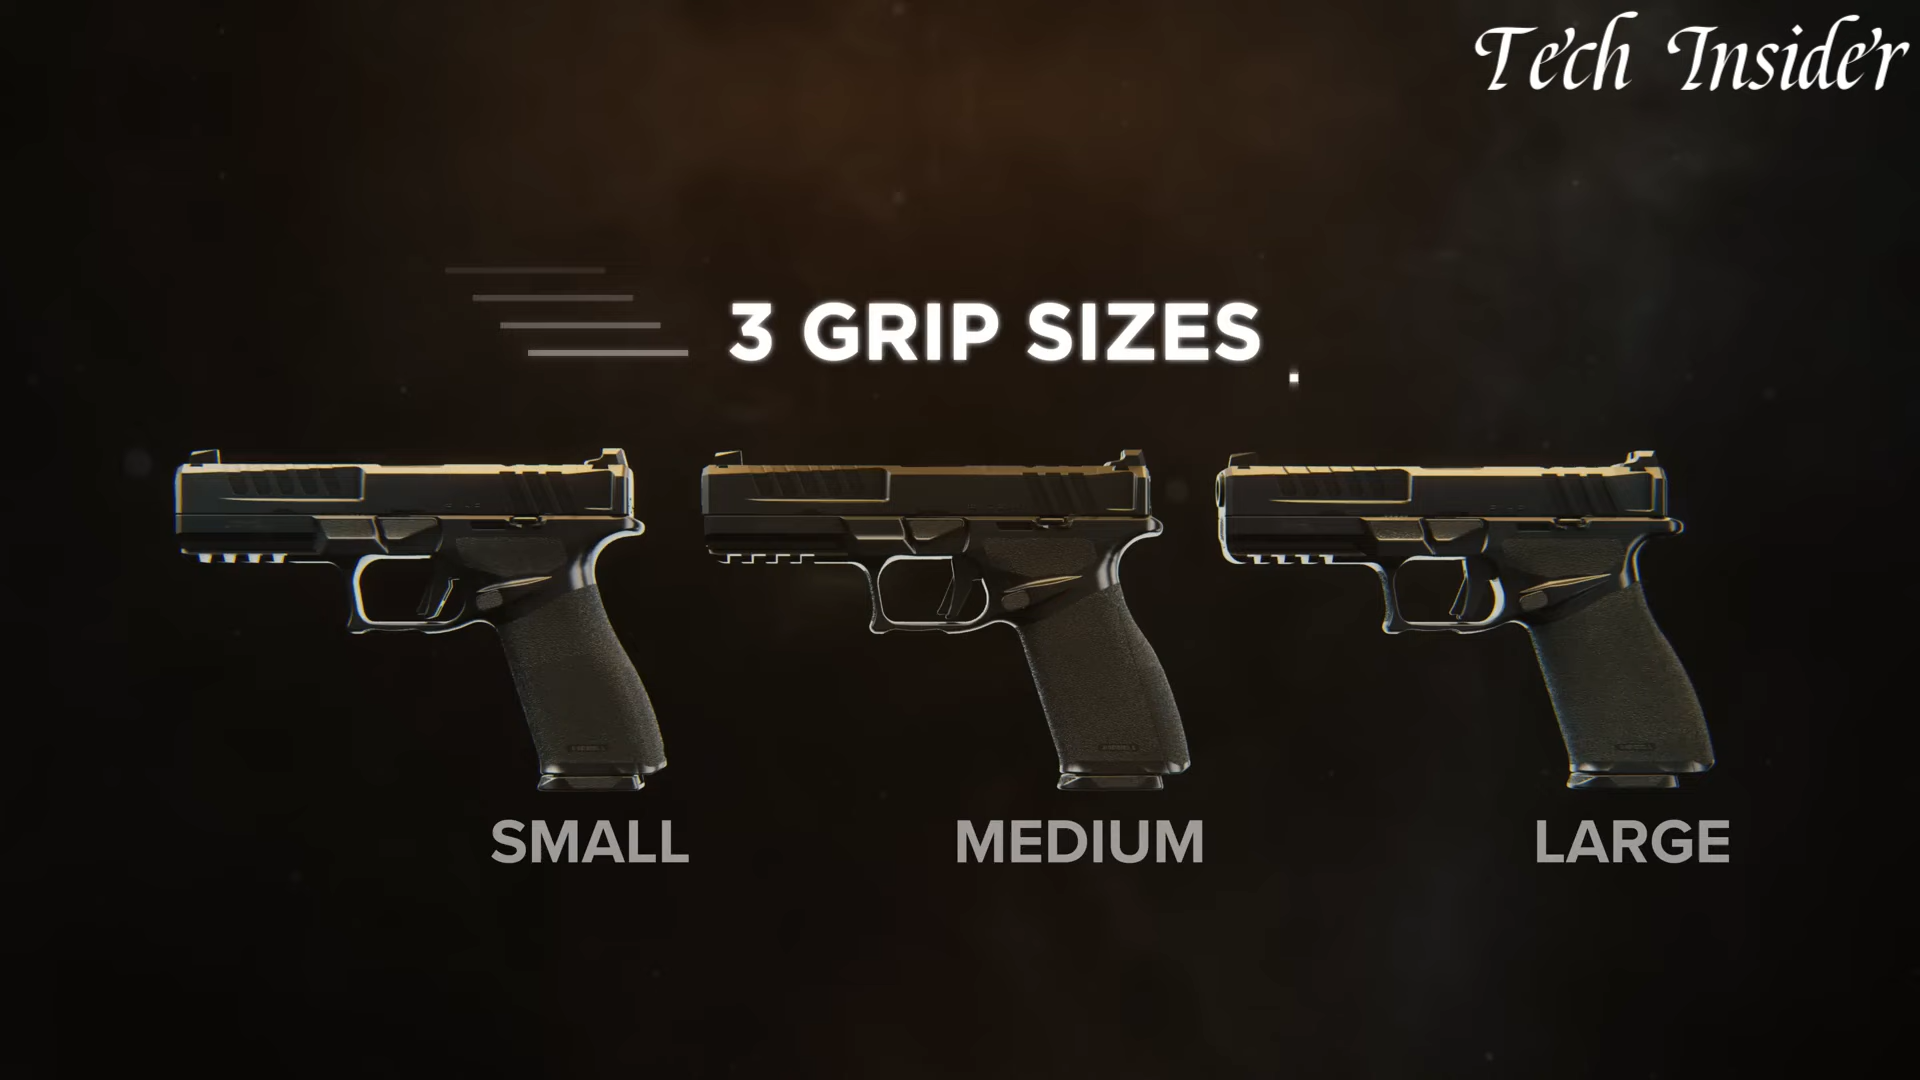 Tech Insider
3 GRIP SIZES
SMALL
MEDIUM
LARGE